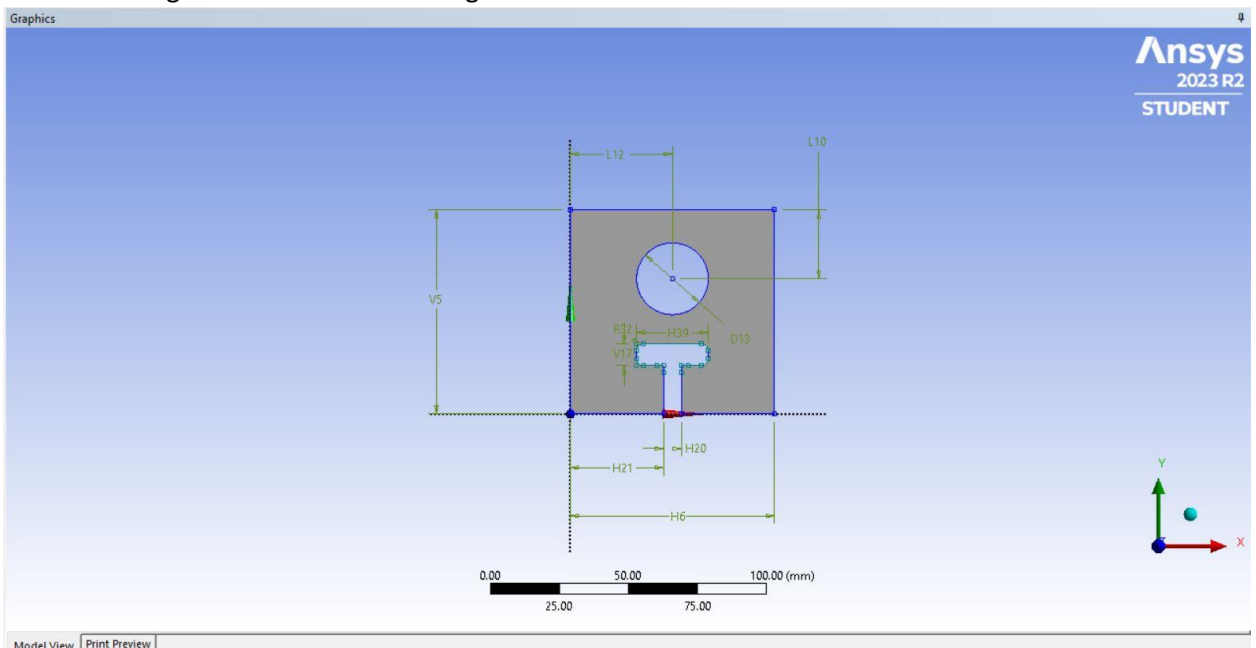 Graphics
Ansys
2023 R2
STUDENT
L12
L10
V5
R32
H39
D13
V17
H20
H21
H6
Y
X
0.00 50.00 100.00 (mm)
25.00 75.00
Model View Print Preview